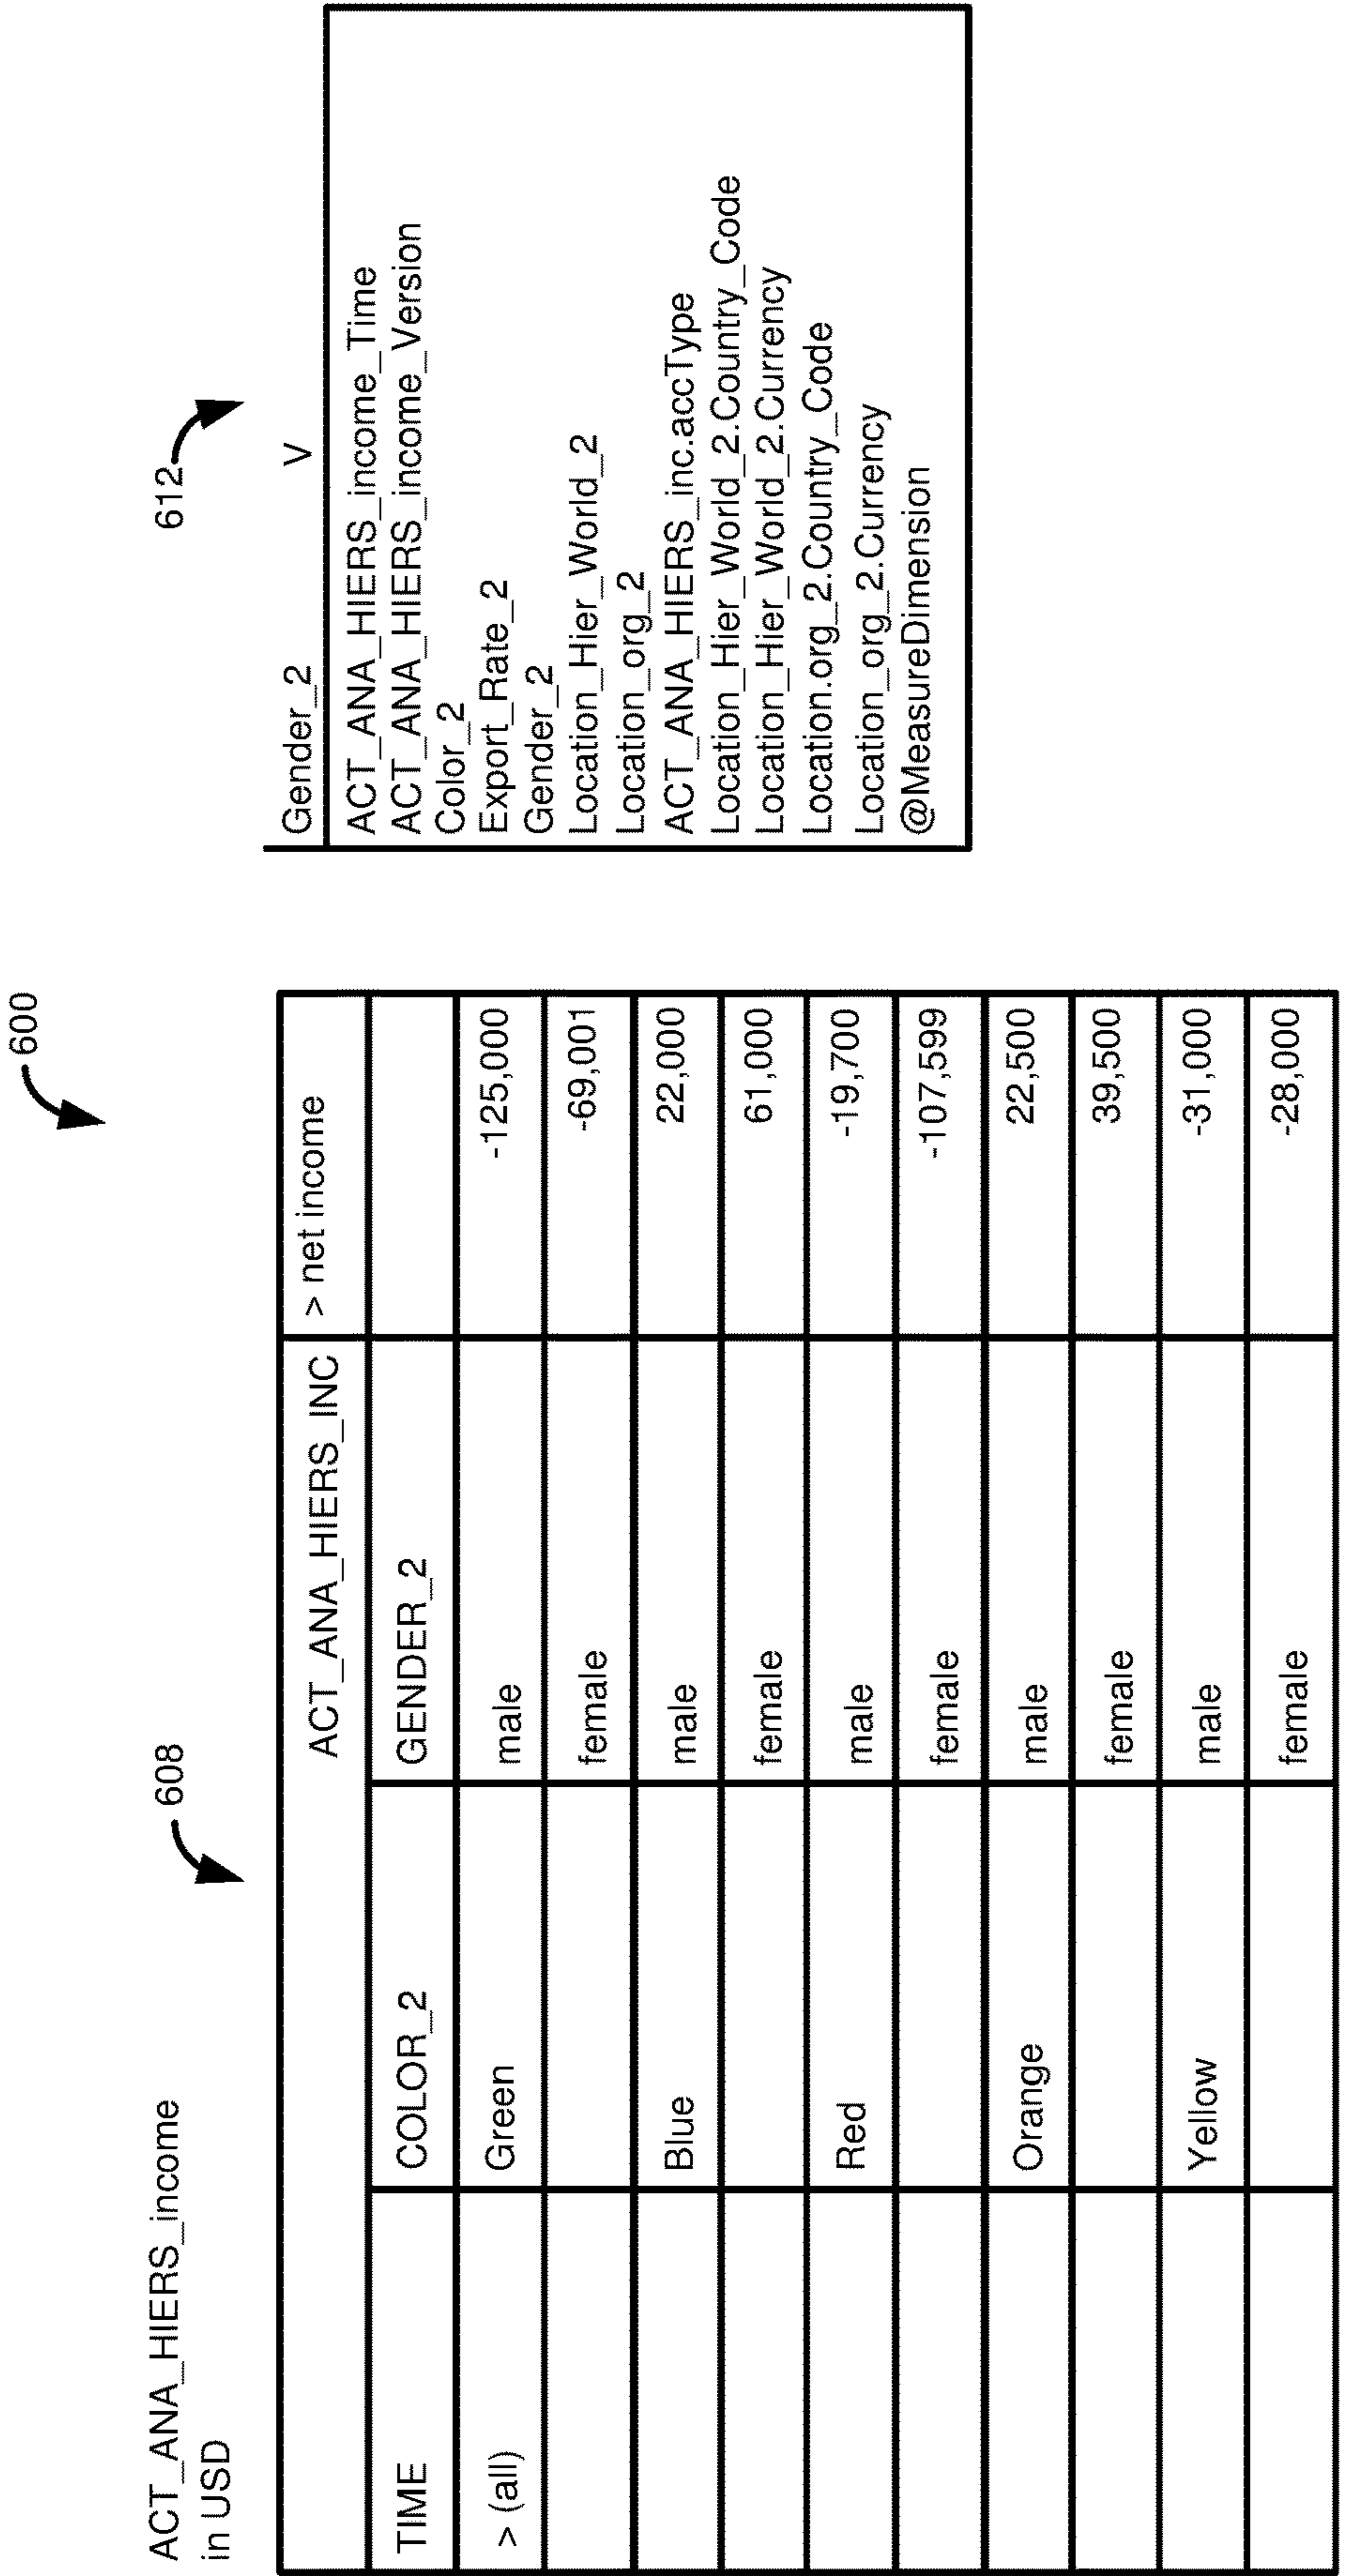 600
ACT_ANA_HIERS_income
in USD
608
ACT_ANA_HIERS_INC > net income
TIME COLOR_2 GENDER_2
> (all) Green male -125,000
female -69,001
Blue male 22,000
female 61,000
Red male -19,700
female -107,599
Orange male 22,500
female 39,500
Yellow male -31,000
female -28,000
612
Gender_2 V
ACT_ANA_HIERS_income_Time
ACT_ANA_HIERS_income_Version
Color_2
Export_Rate_2
Gender_2
Location_Hier_World_2
Location_org_2
ACT_ANA_HIERS_inc.accType
Location_Hier_World_2.Country_Code
Location_Hier_World_2.Currency
Location.org_2.Country_Code
Location_org_2.Currency
@MeasureDimension